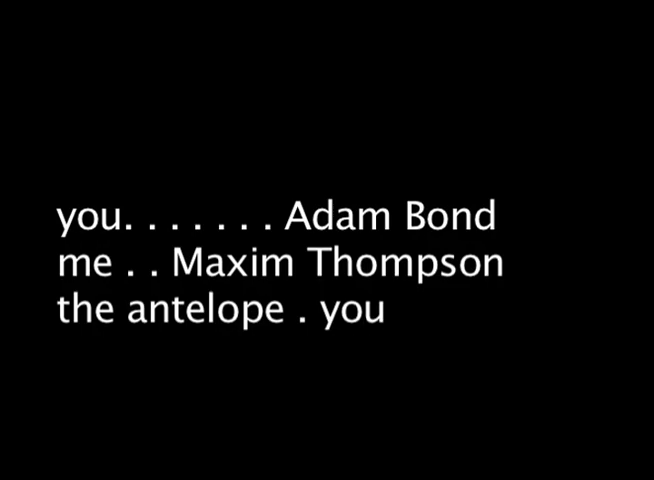 you. . . . . . . Adam Bond
me . . Maxim Thompson
the antelope . you